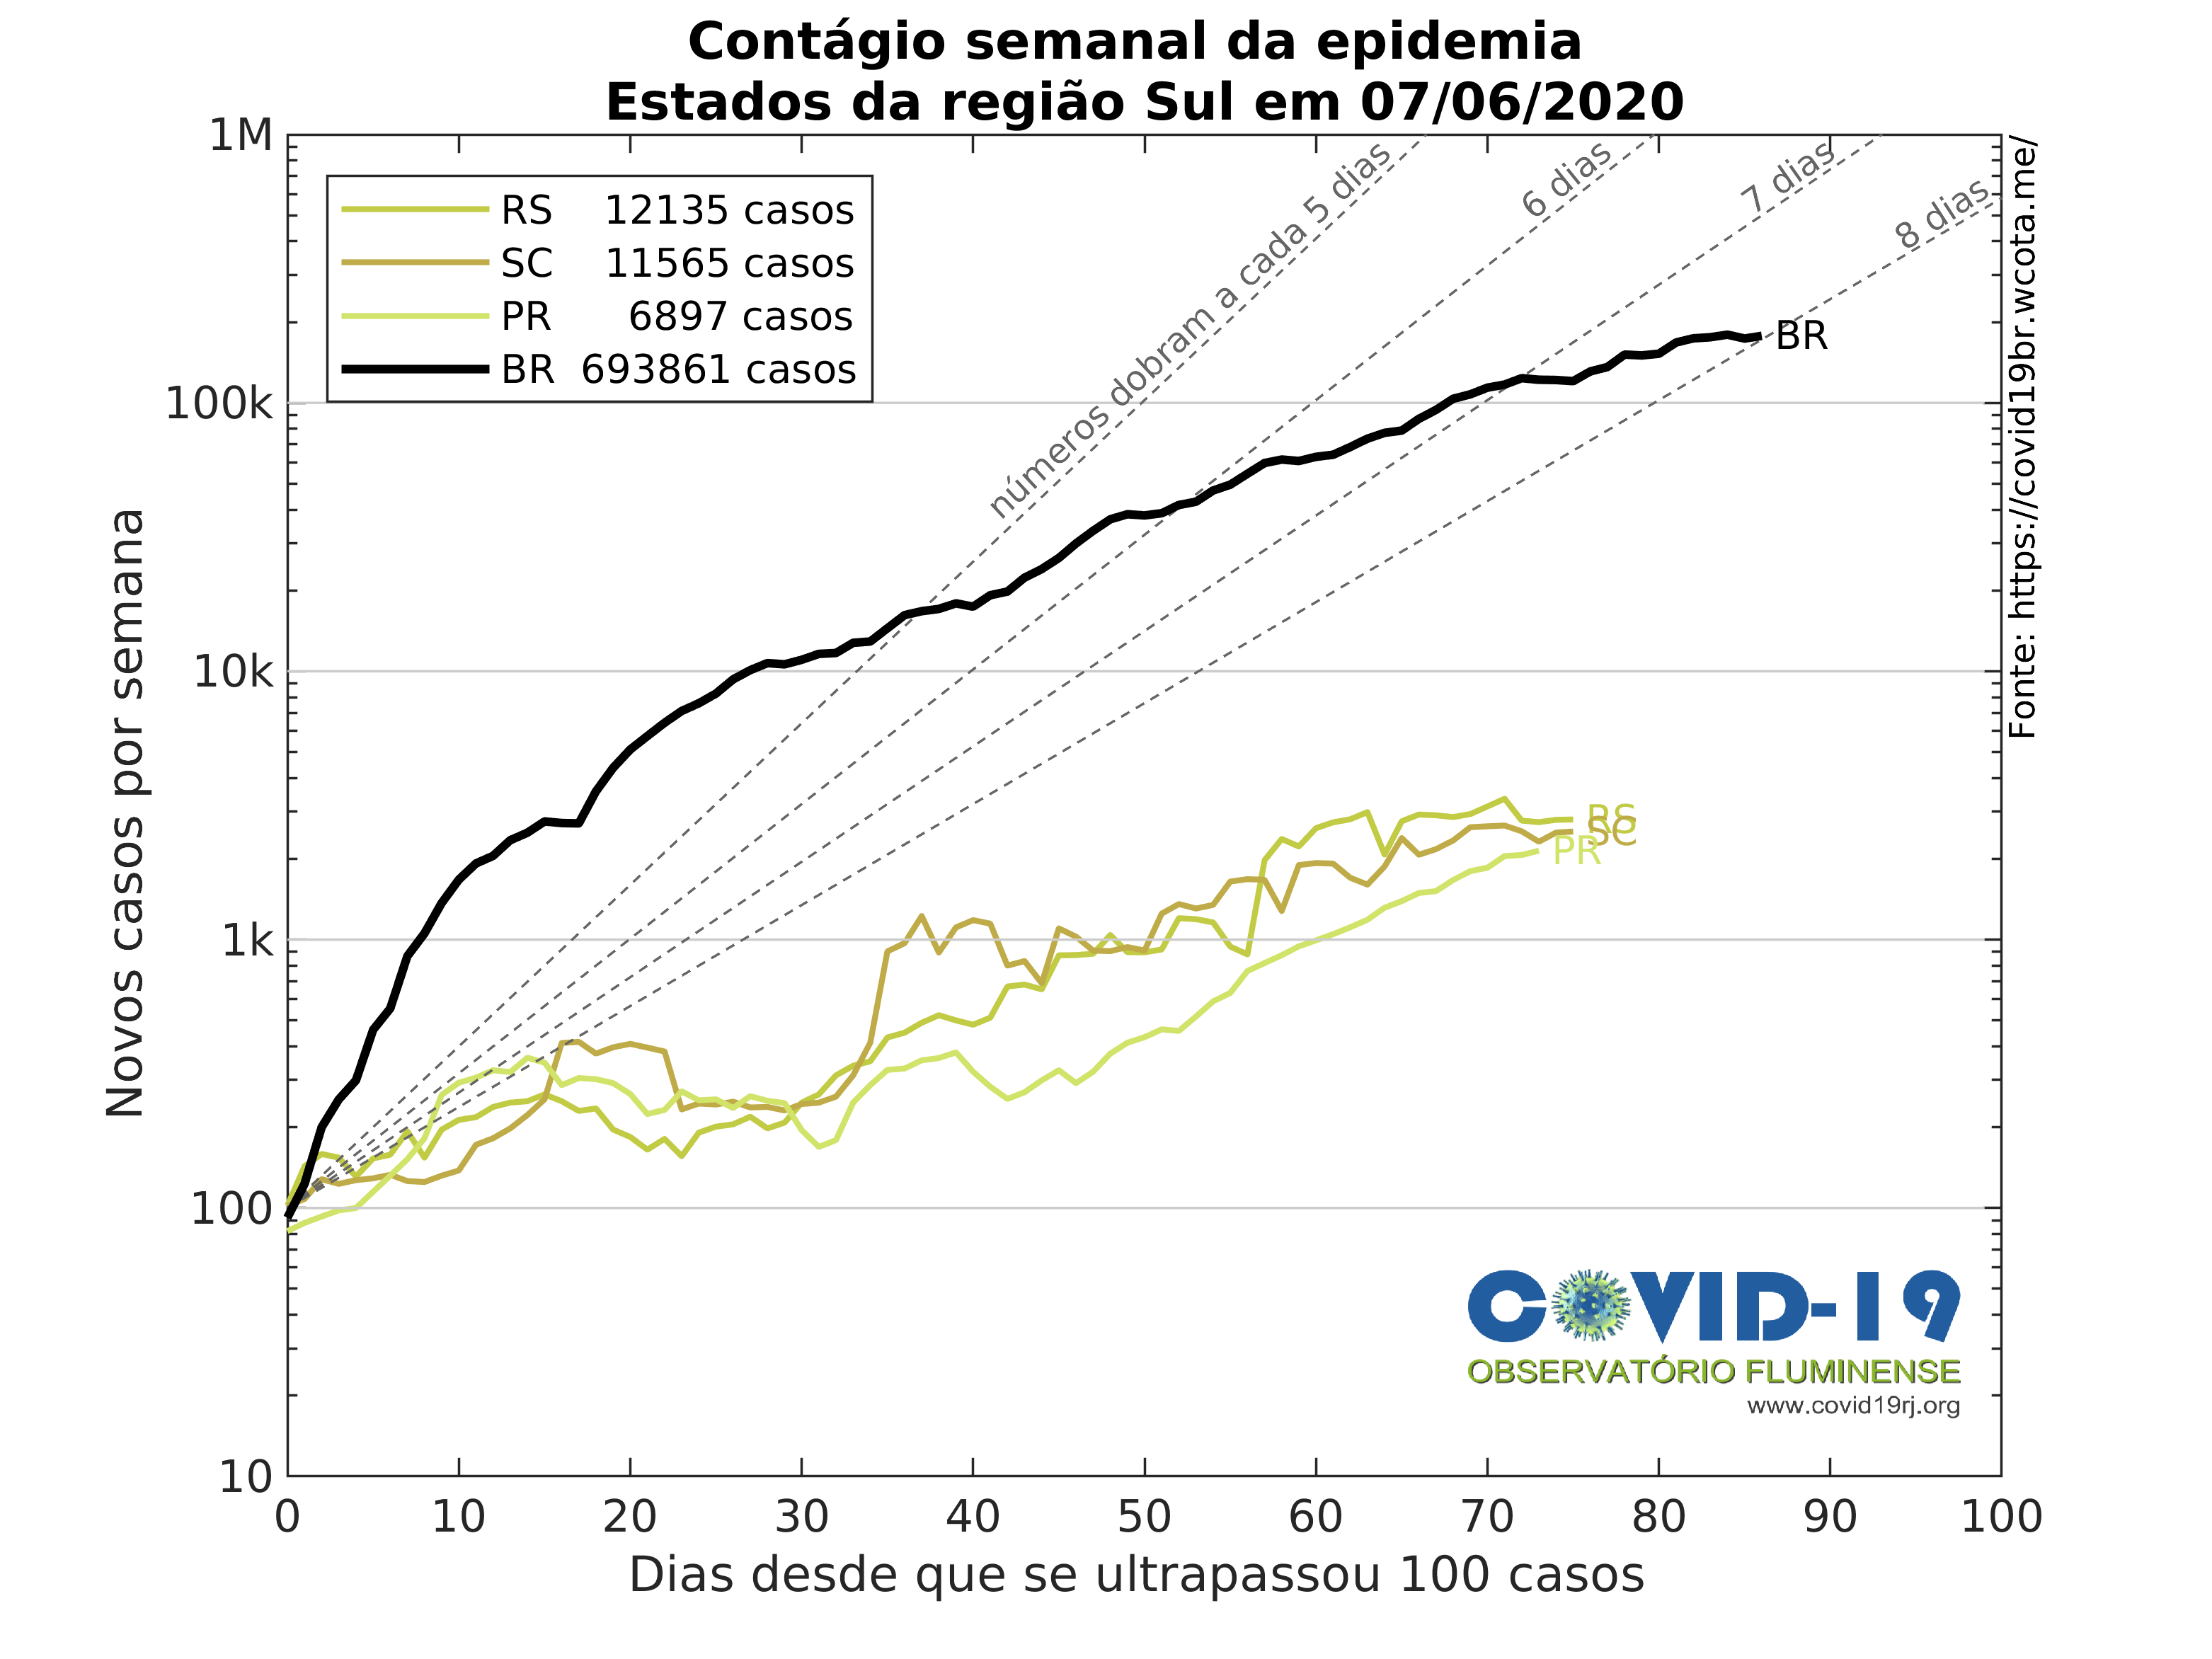 Contágio semanal da epidemia
Estados da região Sul em 07/06/2020
1M
100k
10k
1k
100
10
Novos casos por semana
RS 12135 casos
SC 11565 casos
PR 6897 casos
BR 693861 casos
números dobram a cada 5 dias
6 dias
7 dias
8 dias
BR
RS
SC
PR
Fonte: https://covid19br.wcota.me/
COVID-19
OBSERVATÓRIO FLUMINENSE
www.covid19rj.org
0 10 20 30 40 50 60 70 80 90 100
Dias desde que se ultrapassou 100 casos